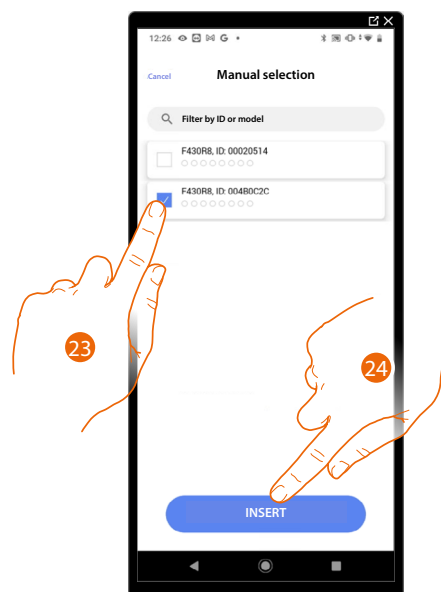 12:26 G
Cancel
Manual selection
Filter by ID or model
F430R8, ID: 00020514
F430R8, ID: 004B0C2C
23
24
INSERT